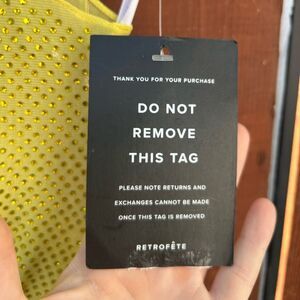 THANK YOU FOR YOUR PURCHASE
DO NOT
REMOVE
THIS TAG
PLEASE NOTE RETURNS AND
EXCHANGES CANNOT BE MADE
ONCE THIS TAG IS REMOVED
RETROFÊTE